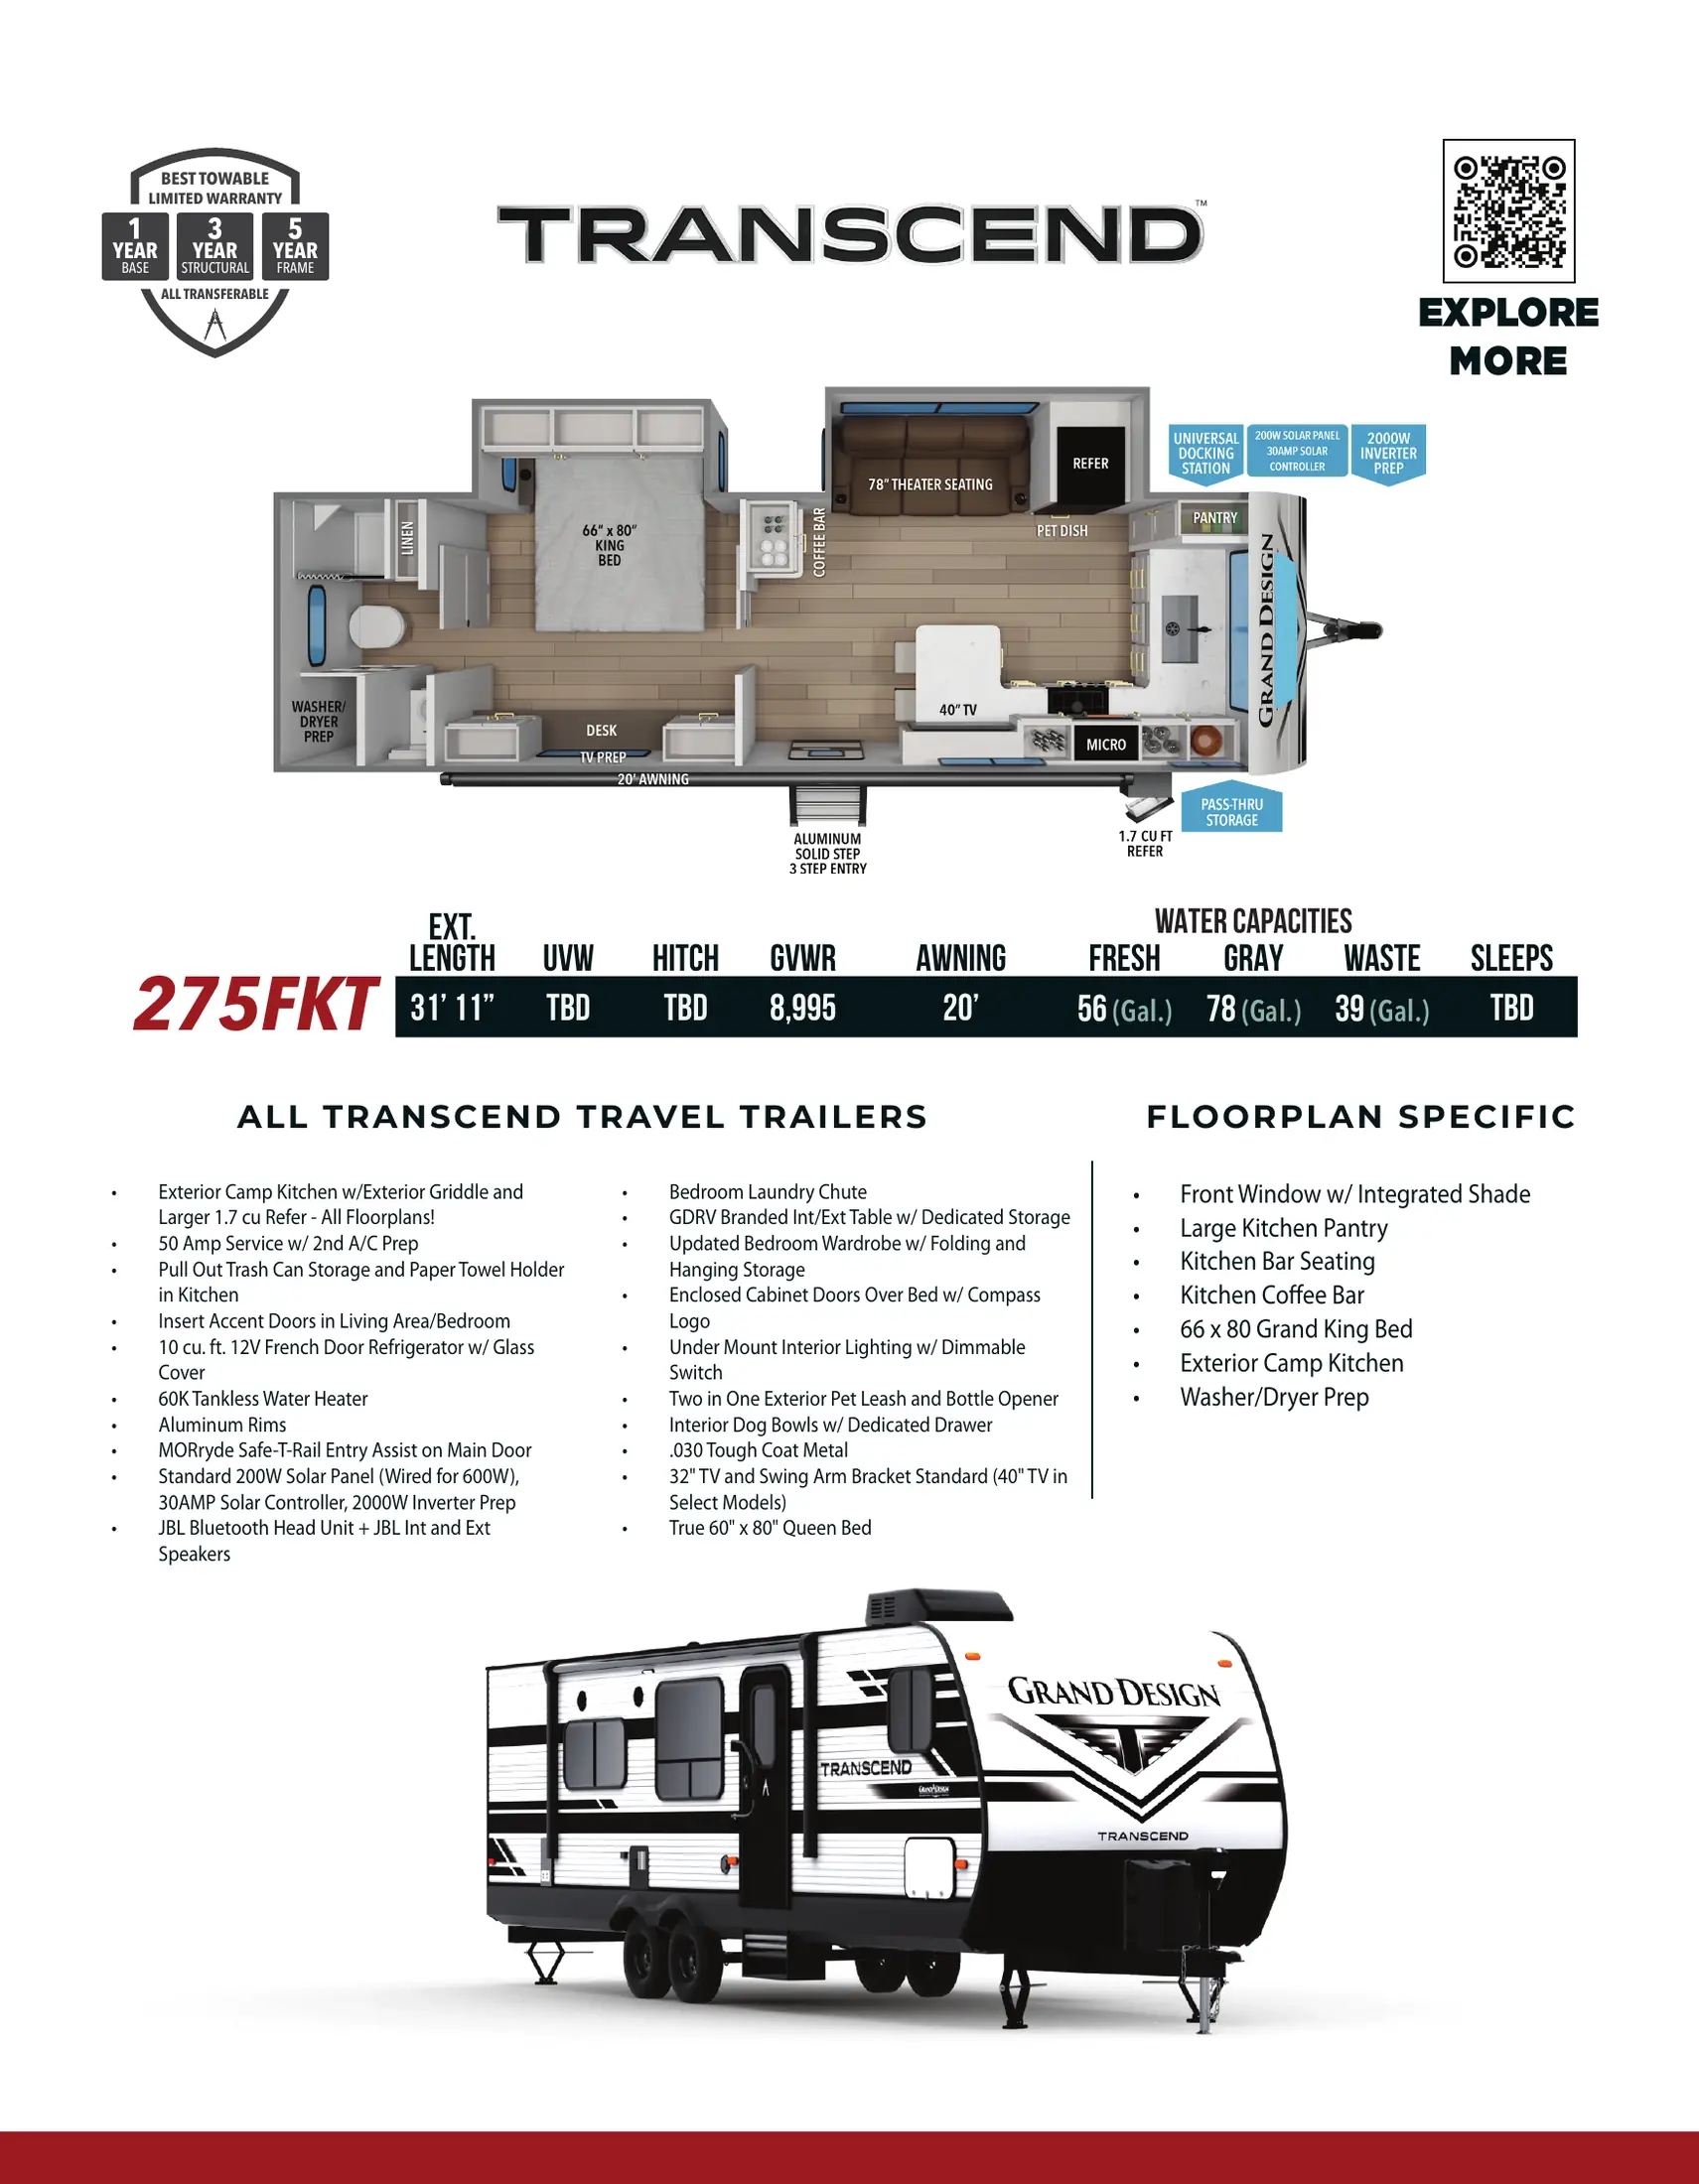 BEST TOWABLE
LIMITED WARRANTY
1 YEAR BASE
3 YEAR STRUCTURAL
5 YEAR FRAME
ALL TRANSFERABLE
TRANSCEND™
EXPLORE
MORE
UNIVERSAL
DOCKING
STATION
200W SOLAR PANEL
30AMP SOLAR
CONTROLLER
2000W
INVERTER
PREP
REFER
78" THEATER SEATING
PET DISH
PANTRY
LINEN
66" x 80"
KING
BED
COFFEE BAR
GRAND DESIGN
WASHER/
DRYER
PREP
DESK
TV PREP
40" TV
MICRO
20' AWNING
ALUMINUM
SOLID STEP
3 STEP ENTRY
1.7 CU FT
REFER
PASS-THRU
STORAGE
WATER CAPACITIES
EXT. LENGTH UVW HITCH GVWR AWNING FRESH GRAY WASTE SLEEPS
275FKT 31' 11" TBD TBD 8,995 20' 56 (Gal.) 78 (Gal.) 39 (Gal.) TBD
ALL TRANSCEND TRAVEL TRAILERS
• Exterior Camp Kitchen w/Exterior Griddle and
Larger 1.7 cu Refer - All Floorplans!
• 50 Amp Service w/ 2nd A/C Prep
• Pull Out Trash Can Storage and Paper Towel Holder
in Kitchen
• Insert Accent Doors in Living Area/Bedroom
• 10 cu. ft. 12V French Door Refrigerator w/ Glass
Cover
• 60K Tankless Water Heater
• Aluminum Rims
• MORryde Safe-T-Rail Entry Assist on Main Door
• Standard 200W Solar Panel (Wired for 600W),
30AMP Solar Controller, 2000W Inverter Prep
• JBL Bluetooth Head Unit + JBL Int and Ext
Speakers
• Bedroom Laundry Chute
• GDRV Branded Int/Ext Table w/ Dedicated Storage
• Updated Bedroom Wardrobe w/ Folding and
Hanging Storage
• Enclosed Cabinet Doors Over Bed w/ Compass
Logo
• Under Mount Interior Lighting w/ Dimmable
Switch
• Two in One Exterior Pet Leash and Bottle Opener
• Interior Dog Bowls w/ Dedicated Drawer
• .030 Tough Coat Metal
• 32" TV and Swing Arm Bracket Standard (40" TV in
Select Models)
• True 60" x 80" Queen Bed
FLOORPLAN SPECIFIC
• Front Window w/ Integrated Shade
• Large Kitchen Pantry
• Kitchen Bar Seating
• Kitchen Coffee Bar
• 66 x 80 Grand King Bed
• Exterior Camp Kitchen
• Washer/Dryer Prep
GRAND DESIGN
TRANSCEND
GRAND DESIGN
TRANSCEND